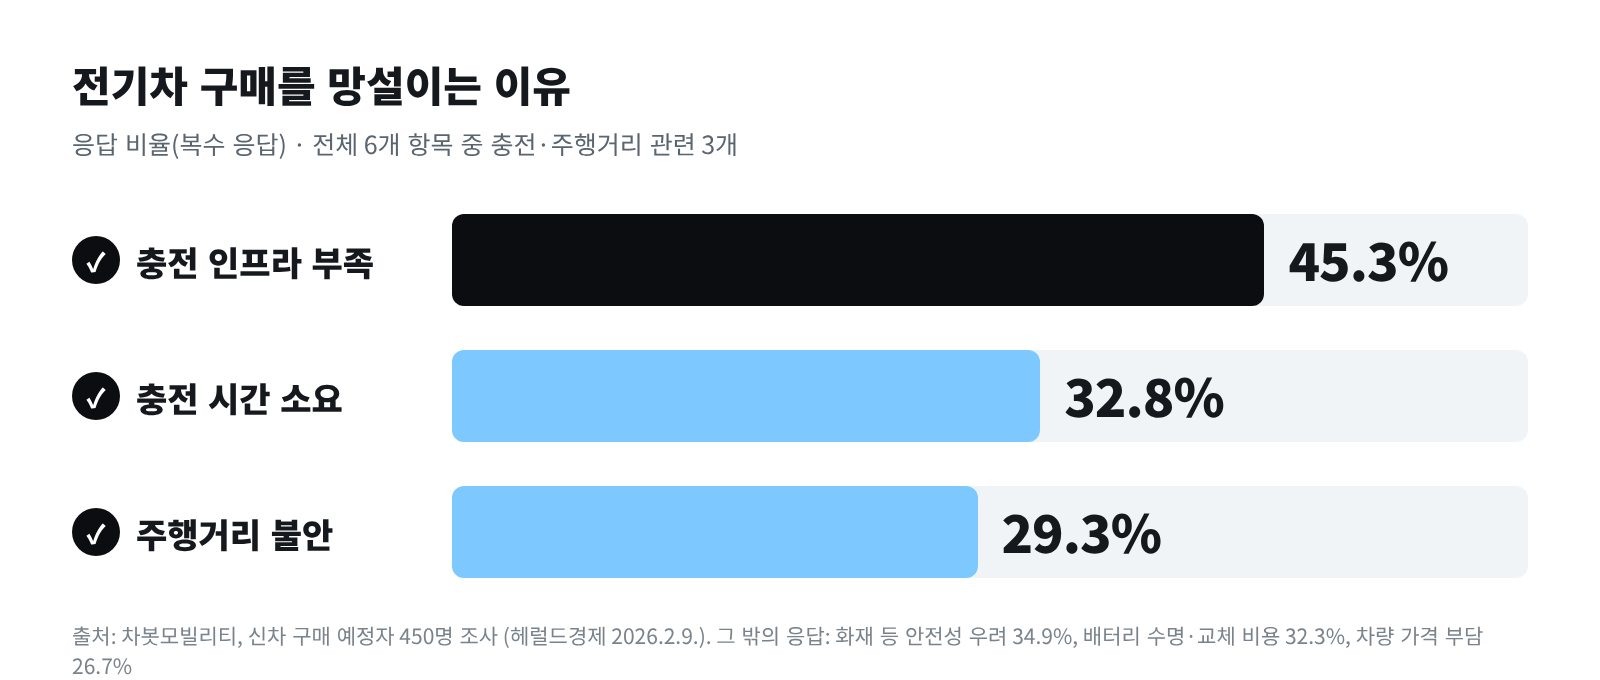 전기차 구매를 망설이는 이유
응답 비율(복수 응답) · 전체 6개 항목 중 충전·주행거리 관련 3개
✓ 충전 인프라 부족 45.3%
✓ 충전 시간 소요 32.8%
✓ 주행거리 불안 29.3%
출처: 차봇모빌리티, 신차 구매 예정자 450명 조사 (헤럴드경제 2026.2.9.). 그 밖의 응답: 화재 등 안전성 우려 34.9%, 배터리 수명·교체 비용 32.3%, 차량 가격 부담
26.7%